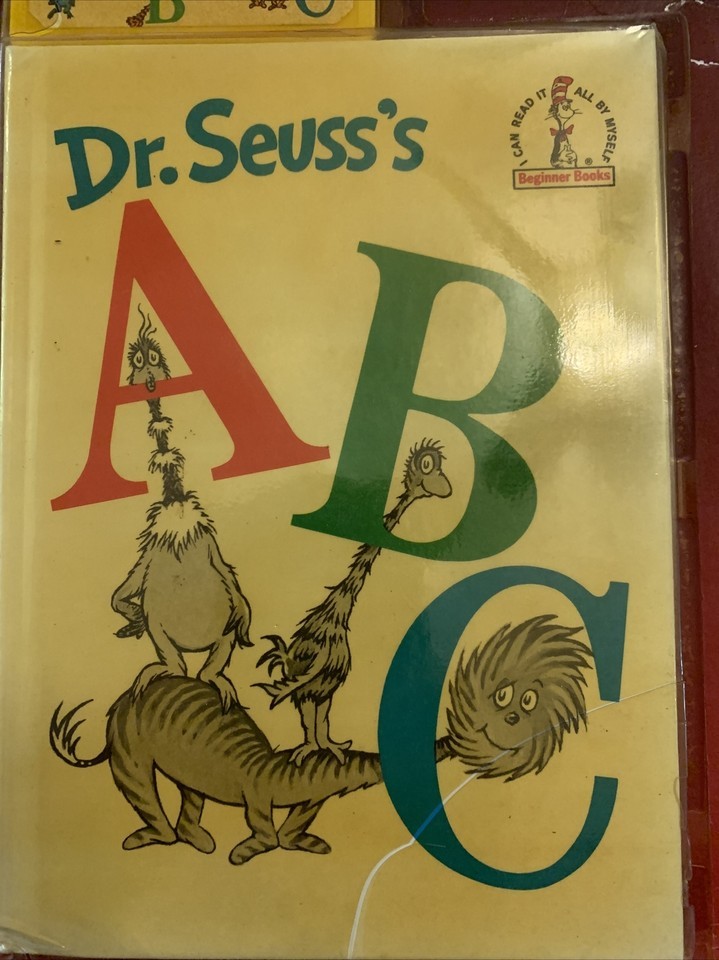 B C
Dr. Seuss's
I CAN READ IT ALL BY MYSELF
®
Beginner Books
A
B
C